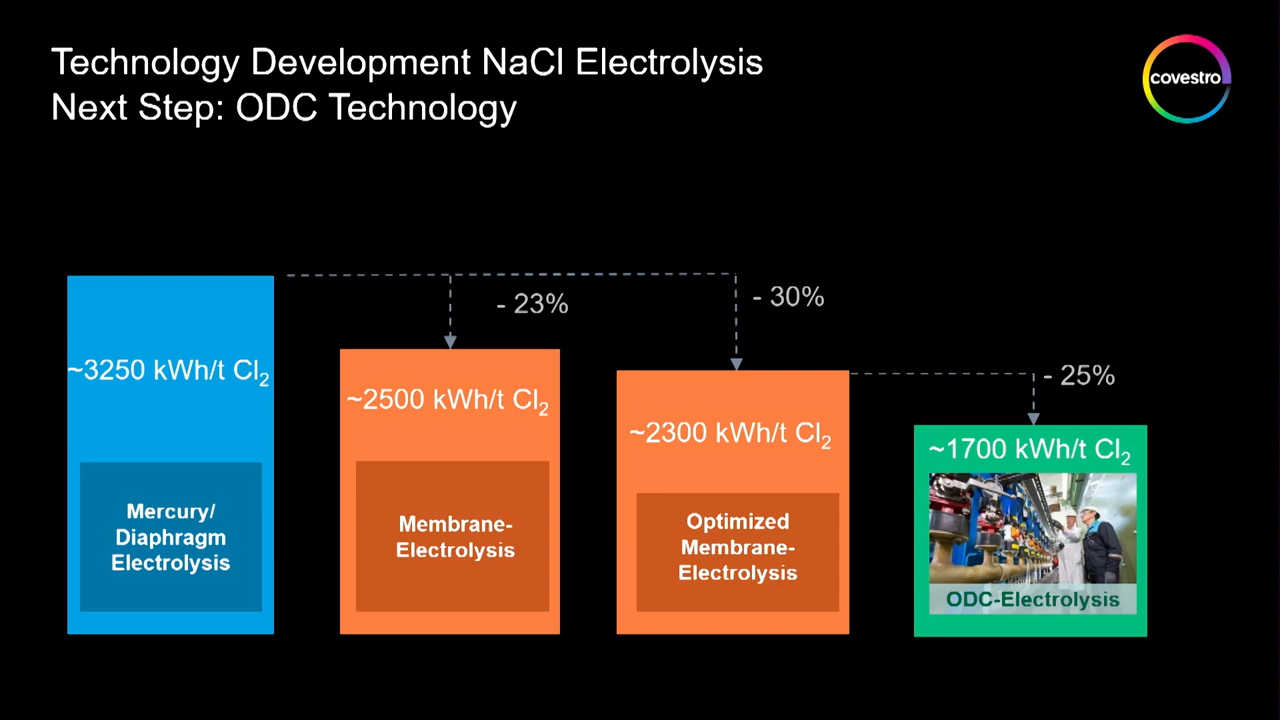 Technology Development NaCl Electrolysis
Next Step: ODC Technology
covestro
- 23%
- 30%
- 25%
~3250 kWh/t Cl₂
~2500 kWh/t Cl₂
~2300 kWh/t Cl₂
~1700 kWh/t Cl₂
Mercury/
Diaphragm
Electrolysis
Membrane-
Electrolysis
Optimized
Membrane-
Electrolysis
ODC-Electrolysis